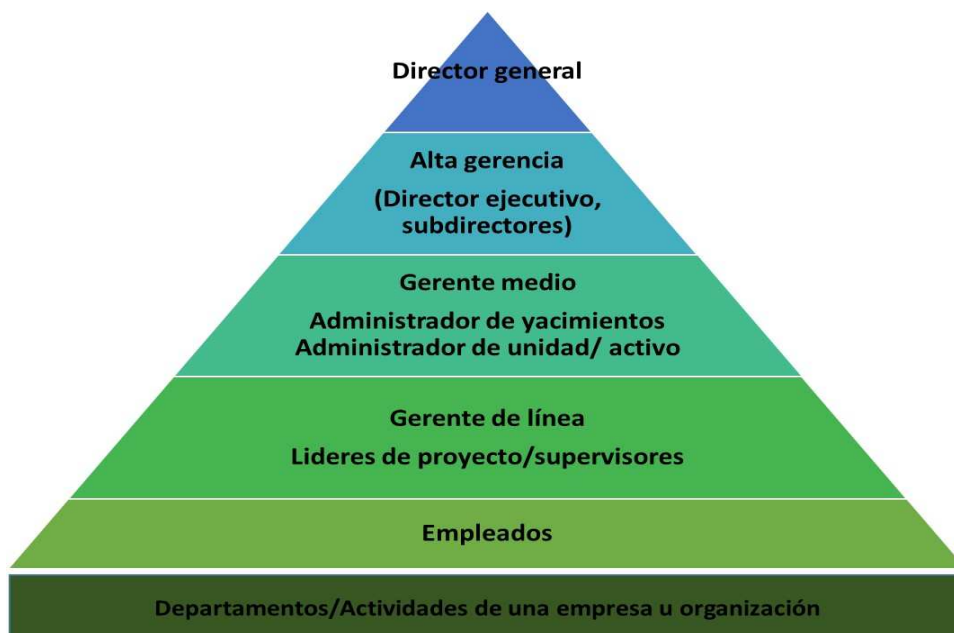 Director general
Alta gerencia
(Director ejecutivo,
subdirectores)
Gerente medio
Administrador de yacimientos
Administrador de unidad/ activo
Gerente de línea
Lideres de proyecto/supervisores
Empleados
Departamentos/Actividades de una empresa u organización